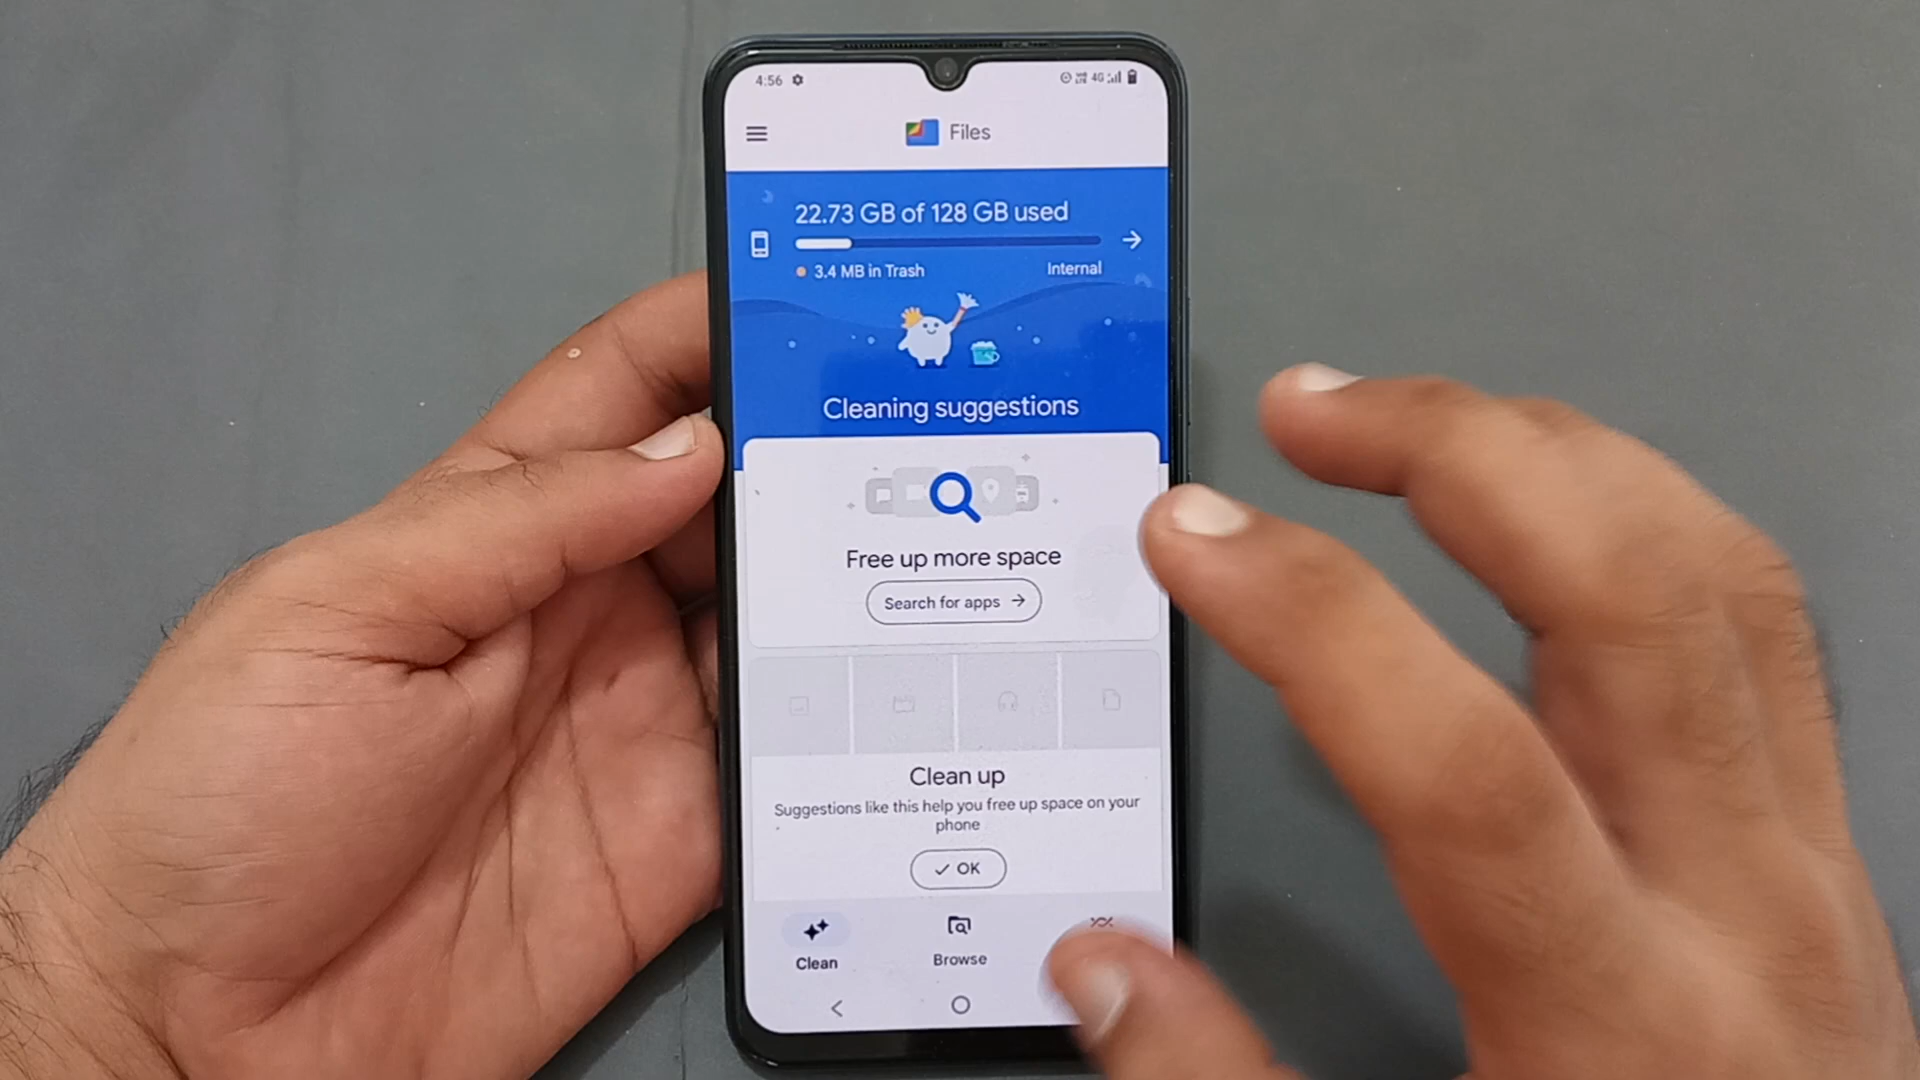 4:56
4G
Files
22.73 GB of 128 GB used
3.4 MB in Trash
Internal
Cleaning suggestions
Free up more space
Search for apps
Clean up
Suggestions like this help you free up space on your
phone
OK
Clean
Browse